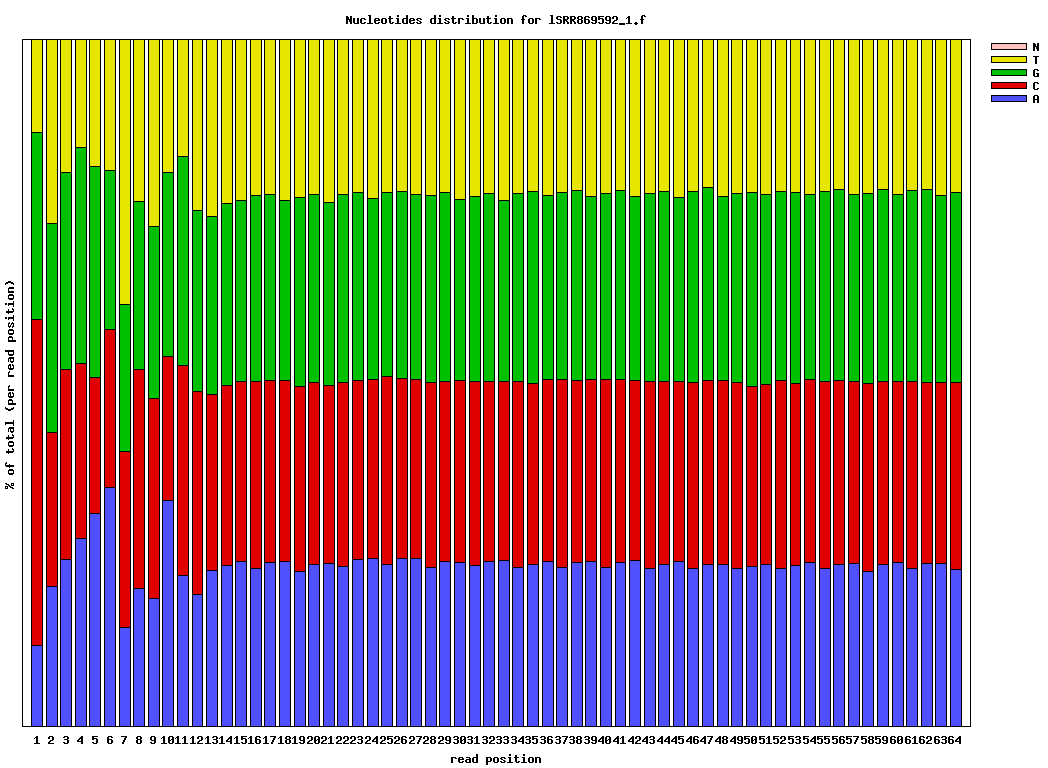 Nucleotides distribution for lSRR869592_1.f
N
T
G
C
A
% of total (per read position)
1 2 3 4 5 6 7 8 9 10 11 12 13 14 15 16 17 18 19 20 21 22 23 24 25 26 27 28 29 30 31 32 33 34 35 36 37 38 39 40 41 42 43 44 45 46 47 48 49 50 51 52 53 54 55 56 57 58 59 60 61 62 63 64
read position